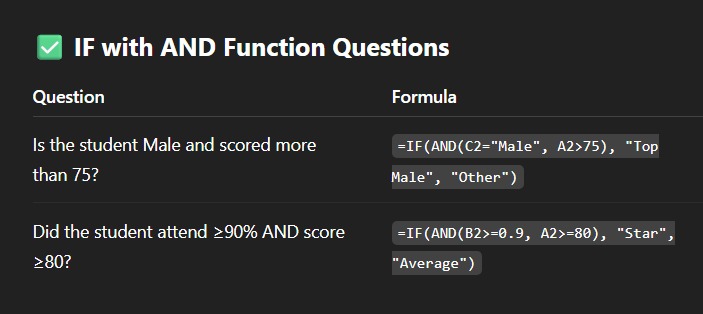 ✅ IF with AND Function Questions
Question Formula
Is the student Male and scored more than 75? =IF(AND(C2="Male", A2>75), "Top Male", "Other")
Did the student attend ≥90% AND score ≥80? =IF(AND(B2>=0.9, A2>=80), "Star", "Average")